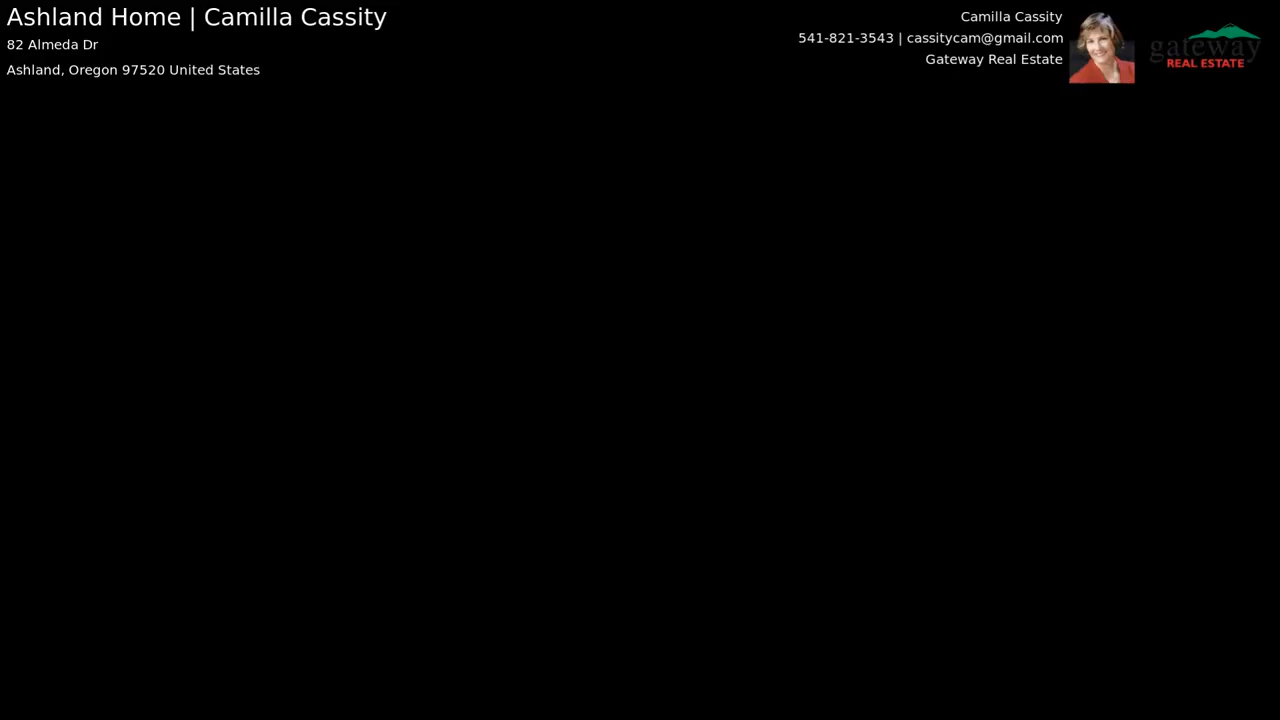 Ashland Home | Camilla Cassity
82 Almeda Dr
Ashland, Oregon 97520 United States
Camilla Cassity
541-821-3543 | cassitycam@gmail.com
Gateway Real Estate
gateway
REAL ESTATE